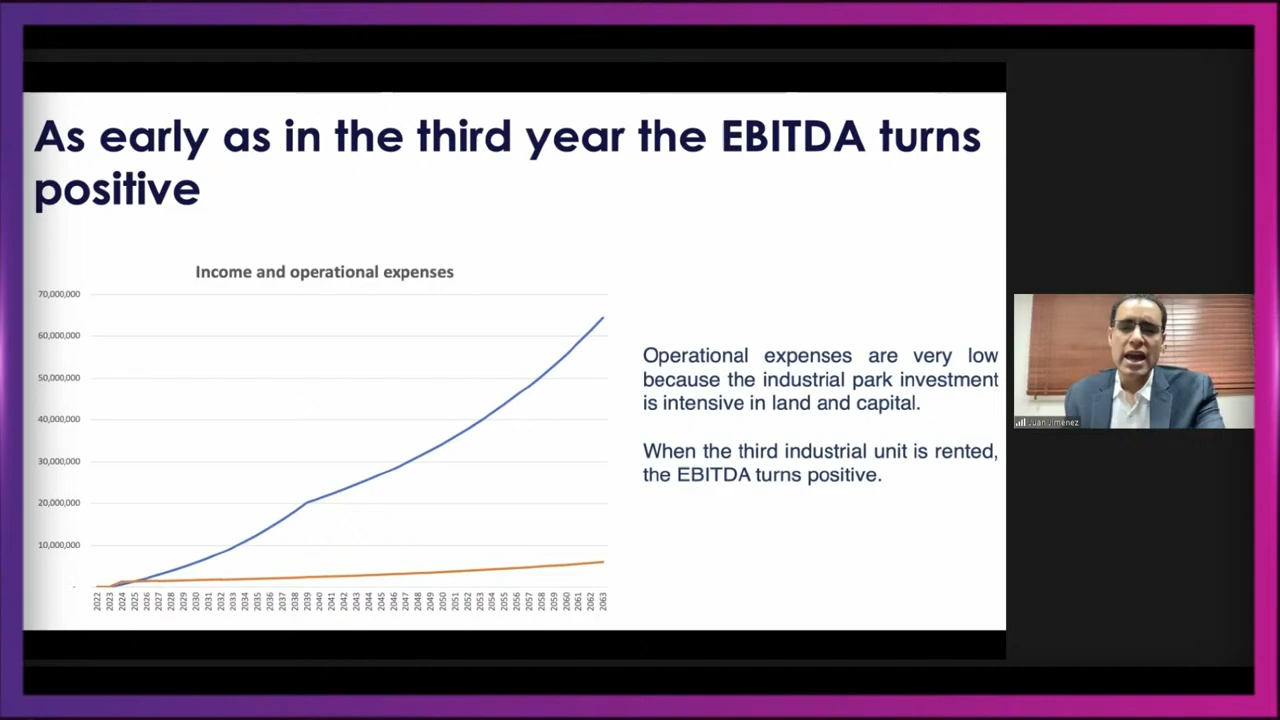 As early as in the third year the EBITDA turns
positive
Income and operational expenses
70,000,000
60,000,000
50,000,000
40,000,000
30,000,000
20,000,000
10,000,000
-
2022 2023 2024 2025 2026 2027 2028 2029 2030 2031 2032 2033 2034 2035 2036 2037 2038 2039 2040 2041 2042 2043 2044 2045 2046 2047 2048 2049 2050 2051 2052 2053 2054 2055 2056 2057 2058 2059 2060 2061 2062 2063
Operational expenses are very low
because the industrial park investment
is intensive in land and capital.
When the third industrial unit is rented,
the EBITDA turns positive.
Juan Jiménez